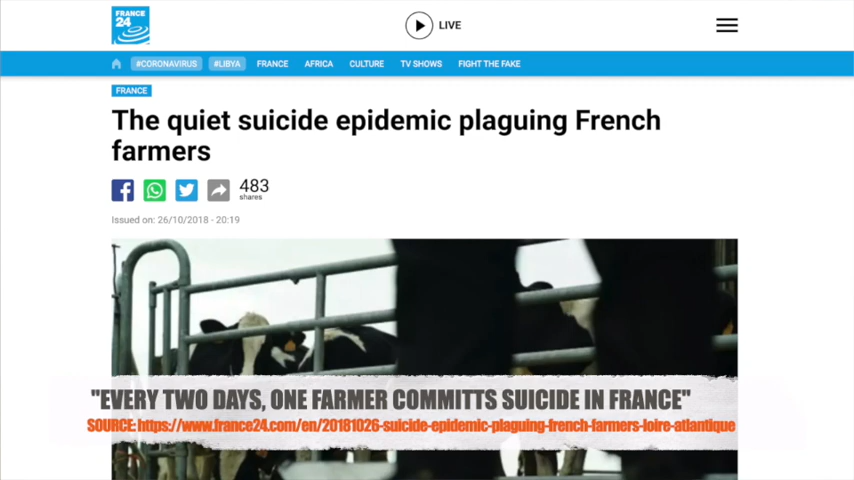 FRANCE
24
LIVE
#CORONAVIRUS #LIBYA FRANCE AFRICA CULTURE TV SHOWS FIGHT THE FAKE
FRANCE
The quiet suicide epidemic plaguing French
farmers
483
shares
Issued on: 26/10/2018 - 20:19
"EVERY TWO DAYS, ONE FARMER COMMITTS SUICIDE IN FRANCE"
SOURCE: https://www.france24.com/en/20181026-suicide-epidemic-plaguing-french-farmers-loire-atlantique